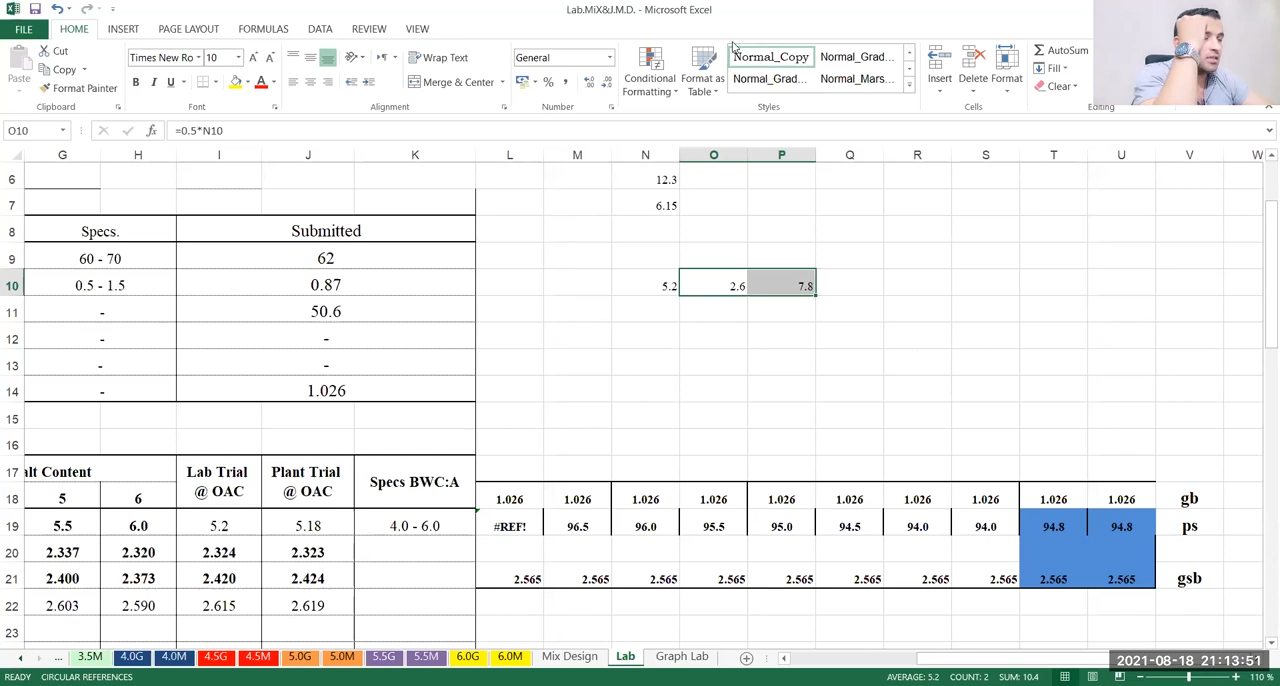 Lab.MiX&J.M.D. - Microsoft Excel
FILE HOME INSERT PAGE LAYOUT FORMULAS DATA REVIEW VIEW
Cut
Copy
Format Painter
Paste
Clipboard
Times New Ro 10
B I U
Font
Wrap Text
Merge & Center
Alignment
General
Number
Conditional Formatting
Format as Table
Normal_Copy Normal_Grad...
Normal_Grad... Normal_Mars...
Styles
Insert Delete Format
Cells
AutoSum
Fill
Clear
Editing
O10 =0.5*N10
G H I J K L M N O P Q R S T U V W
6 12.3
7 6.15
8 Specs. Submitted
9 60 - 70 62
10 0.5 - 1.5 0.87 5.2 2.6 7.8
11 - 50.6
12 - -
13 - -
14 - 1.026
15
16
17 alt Content Lab Trial @ OAC Plant Trial @ OAC Specs BWC:A
18 5 6 1.026 1.026 1.026 1.026 1.026 1.026 1.026 1.026 1.026 1.026 gb
19 5.5 6.0 5.2 5.18 4.0 - 6.0 #REF! 96.5 96.0 95.5 95.0 94.5 94.0 94.0 94.8 94.8 ps
20 2.337 2.320 2.324 2.323
21 2.400 2.373 2.420 2.424 2.565 2.565 2.565 2.565 2.565 2.565 2.565 2.565 2.565 2.565 gsb
22 2.603 2.590 2.615 2.619
23
... 3.5M 4.0G 4.0M 4.5G 4.5M 5.0G 5.0M 5.5G 5.5M 6.0G 6.0M Mix Design Lab Graph Lab
2021-08-18 21:13:51
READY CIRCULAR REFERENCES AVERAGE: 5.2 COUNT: 2 SUM: 10.4 110 %